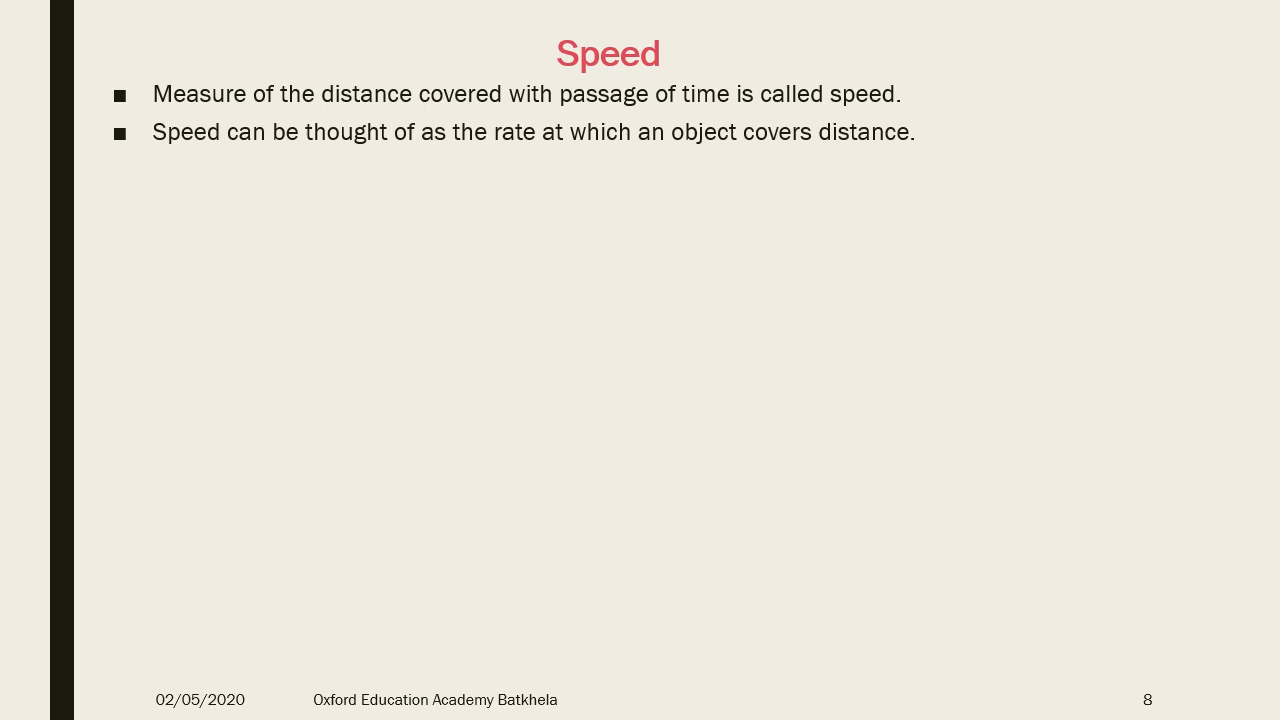 Speed
■ Measure of the distance covered with passage of time is called speed.
■ Speed can be thought of as the rate at which an object covers distance.
02/05/2020 Oxford Education Academy Batkhela 8